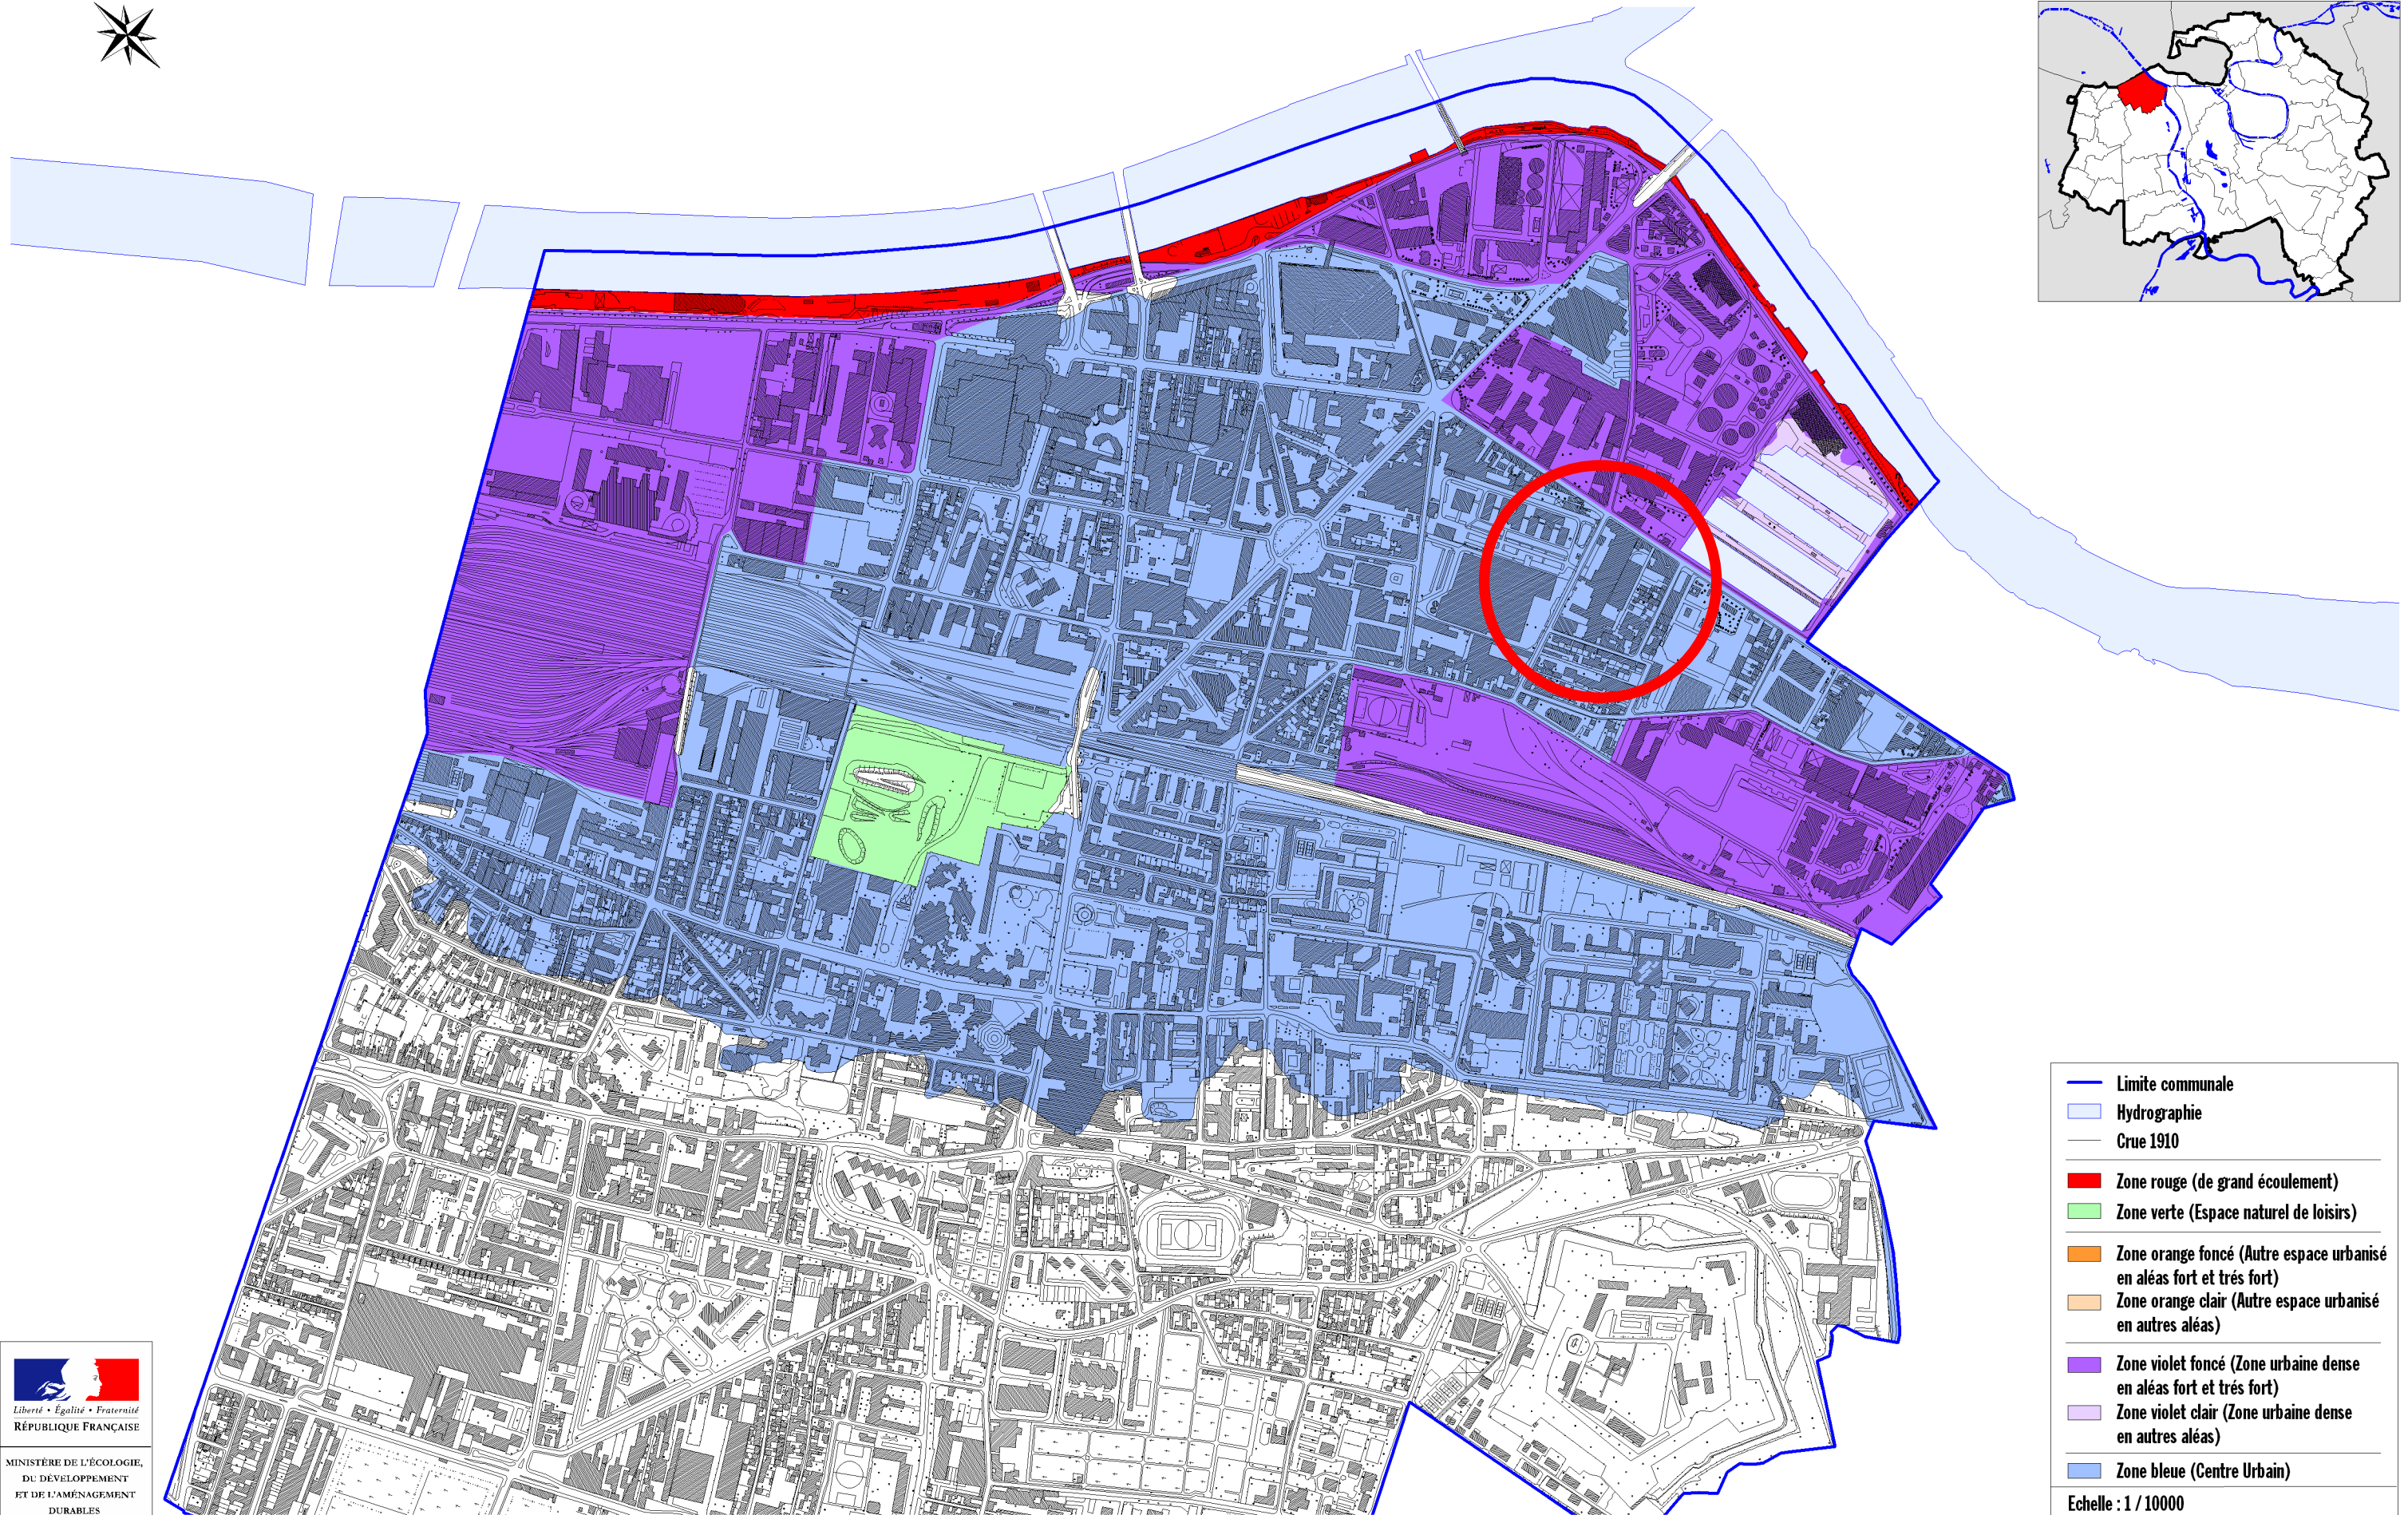 Limite communale
Hydrographie
Crue 1910
Zone rouge (de grand écoulement)
Zone verte (Espace naturel de loisirs)
Zone orange foncé (Autre espace urbanisé
en aléas fort et trés fort)
Zone orange clair (Autre espace urbanisé
en autres aléas)
Zone violet foncé (Zone urbaine dense
en aléas fort et trés fort)
Zone violet clair (Zone urbaine dense
en autres aléas)
Zone bleue (Centre Urbain)
Echelle : 1 / 10000
Liberté • Égalité • Fraternité
RÉPUBLIQUE FRANÇAISE
MINISTÈRE DE L'ÉCOLOGIE,
DU DÉVELOPPEMENT
ET DE L'AMÉNAGEMENT
DURABLES